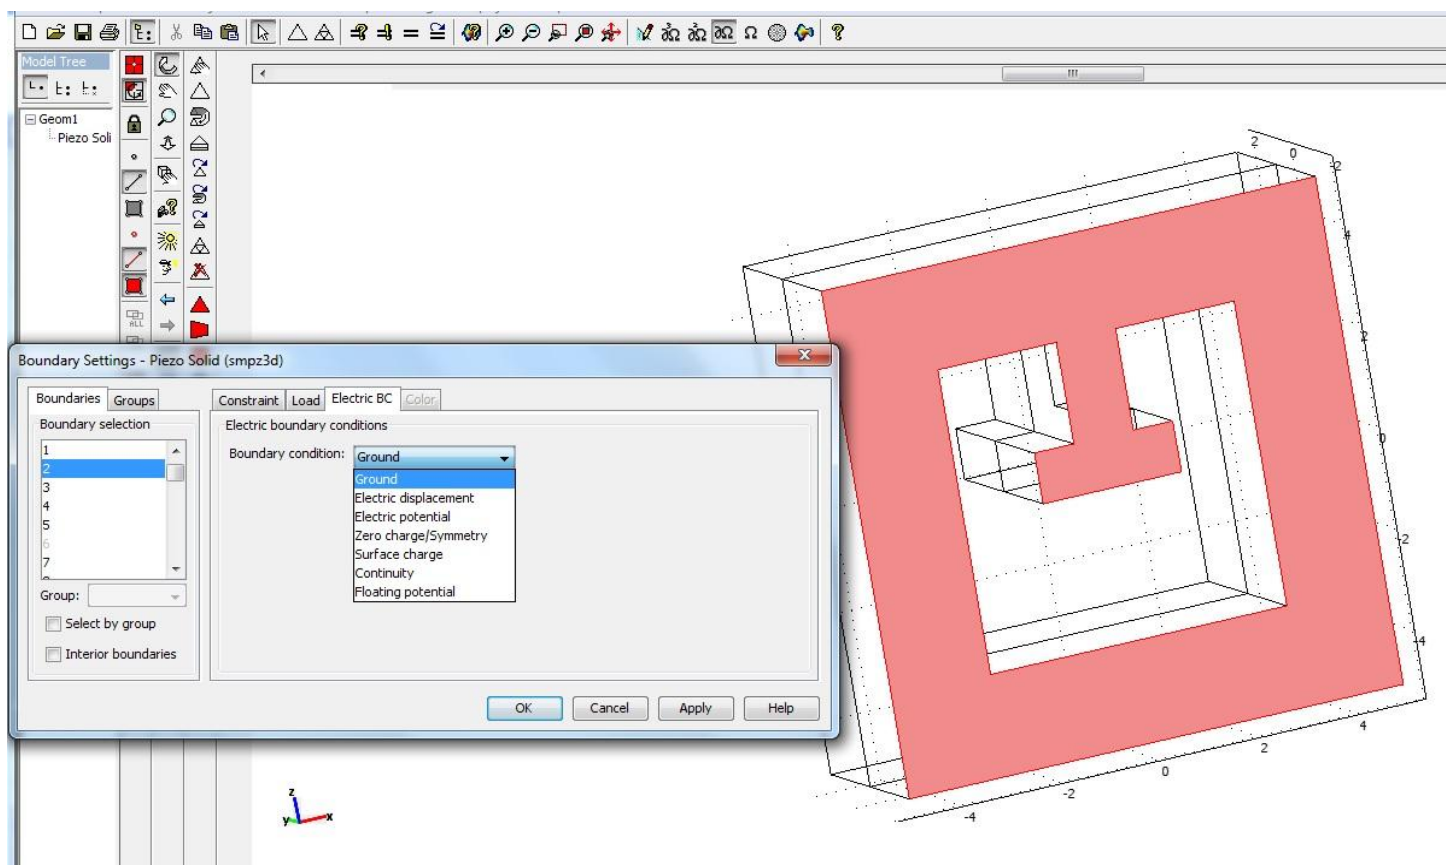 Model Tree
Geom1
Piezo Soli
ALL
Boundary Settings - Piezo Solid (smpz3d)
Boundaries Groups
Boundary selection
1
2
3
4
5
6
7
Group:
Select by group
Interior boundaries
Constraint Load Electric BC Color
Electric boundary conditions
Boundary condition: Ground
Ground
Electric displacement
Electric potential
Zero charge/Symmetry
Surface charge
Continuity
Floating potential
OK Cancel Apply Help
2 0 -2
4
2
0
-2
-4
-4 -2 0 2 4
z
y x